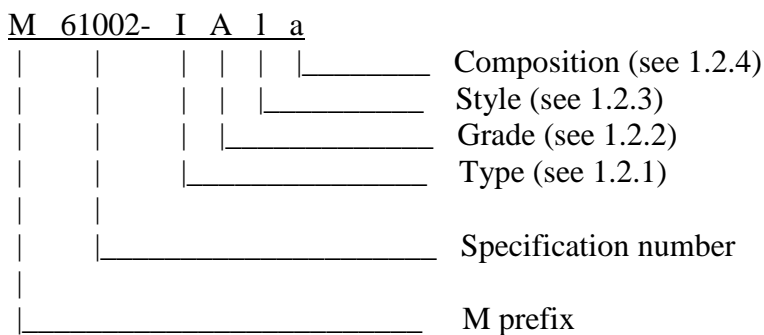 M 61002- I A l a
Composition (see 1.2.4)
Style (see 1.2.3)
Grade (see 1.2.2)
Type (see 1.2.1)
Specification number
M prefix